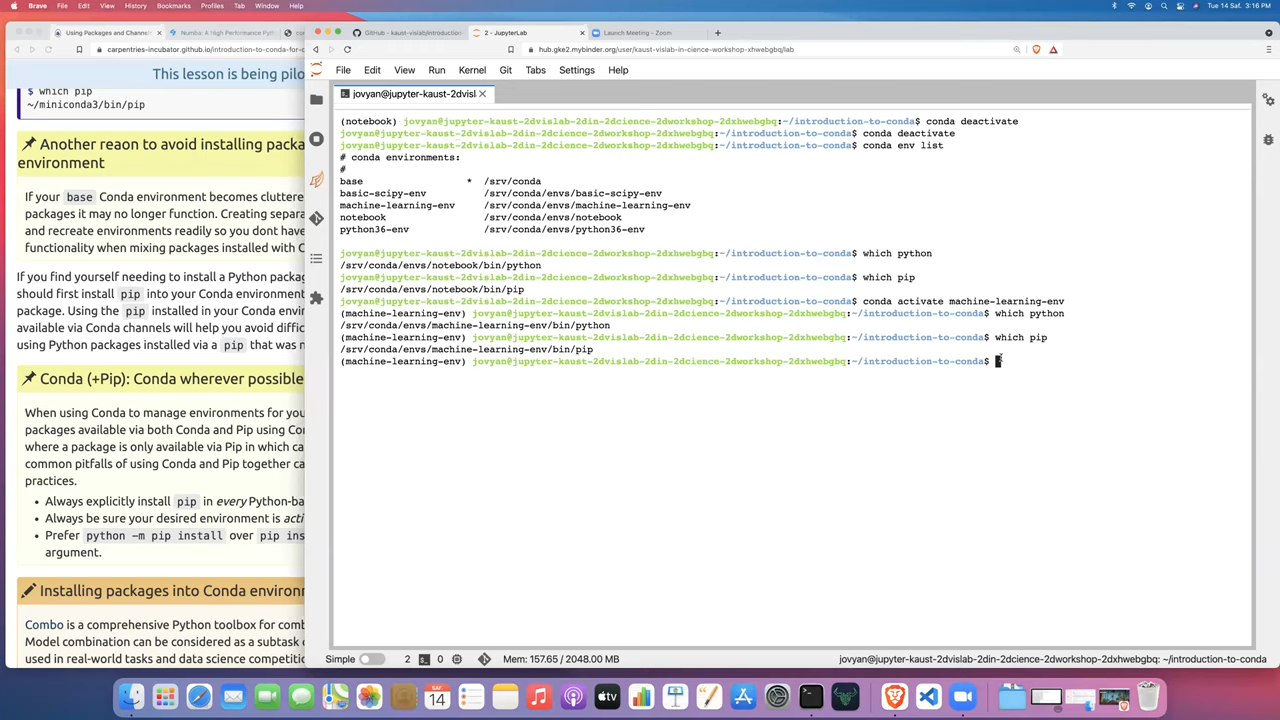 Brave File Edit View History Bookmarks Profiles Tab Window Help
Tue 14 Saf. 3:16 PM
Using Packages and Channels
Numba: A High Performance Pyth
carpentries-incubator.github.io/introduction-to-conda-for-d
This lesson is being pilo
$ which pip
~/miniconda3/bin/pip
Another reaon to avoid installing packa
environment
If your base Conda environment becomes cluttere
packages it may no longer function. Creating separa
and recreate environments readily so you dont have
functionality when mixing packages installed with C
If you find yourself needing to install a Python packag
should first install pip into your Conda environment
package. Using the pip installed in your Conda envi
available via Conda channels will help you avoid diffic
using Python packages installed via a pip that was n
Conda (+Pip): Conda wherever possible
When using Conda to manage environments for you
packages available via both Conda and Pip using Con
where a package is only available via Pip in which ca
common pitfalls of using Conda and Pip together ca
practices.
• Always explicitly install pip in every Python-ba
• Always be sure your desired environment is acti
• Prefer python -m pip install over pip ins
argument.
Installing packages into Conda environm
Combo is a comprehensive Python toolbox for comb
Model combination can be considered as a subtask o
used in real-world tasks and data science competitio
GitHub - kaust-vislab/introduction
2 - JupyterLab
Launch Meeting - Zoom
hub.gke2.mybinder.org/user/kaust-vislab-in-cience-workshop-xhwebgbq/lab
File Edit View Run Kernel Git Tabs Settings Help
jovyan@jupyter-kaust-2dvisl
(notebook) jovyan@jupyter-kaust-2dvislab-2din-2dcience-2dworkshop-2dxhwebgbq:~/introduction-to-conda$ conda deactivate
jovyan@jupyter-kaust-2dvislab-2din-2dcience-2dworkshop-2dxhwebgbq:~/introduction-to-conda$ conda deactivate
jovyan@jupyter-kaust-2dvislab-2din-2dcience-2dworkshop-2dxhwebgbq:~/introduction-to-conda$ conda env list
# conda environments:
#
base * /srv/conda
basic-scipy-env /srv/conda/envs/basic-scipy-env
machine-learning-env /srv/conda/envs/machine-learning-env
notebook /srv/conda/envs/notebook
python36-env /srv/conda/envs/python36-env
jovyan@jupyter-kaust-2dvislab-2din-2dcience-2dworkshop-2dxhwebgbq:~/introduction-to-conda$ which python
/srv/conda/envs/notebook/bin/python
jovyan@jupyter-kaust-2dvislab-2din-2dcience-2dworkshop-2dxhwebgbq:~/introduction-to-conda$ which pip
/srv/conda/envs/notebook/bin/pip
jovyan@jupyter-kaust-2dvislab-2din-2dcience-2dworkshop-2dxhwebgbq:~/introduction-to-conda$ conda activate machine-learning-env
(machine-learning-env) jovyan@jupyter-kaust-2dvislab-2din-2dcience-2dworkshop-2dxhwebgbq:~/introduction-to-conda$ which python
/srv/conda/envs/machine-learning-env/bin/python
(machine-learning-env) jovyan@jupyter-kaust-2dvislab-2din-2dcience-2dworkshop-2dxhwebgbq:~/introduction-to-conda$ which pip
/srv/conda/envs/machine-learning-env/bin/pip
(machine-learning-env) jovyan@jupyter-kaust-2dvislab-2din-2dcience-2dworkshop-2dxhwebgbq:~/introduction-to-conda$
Simple 2 0 Mem: 157.65 / 2048.00 MB
jovyan@jupyter-kaust-2dvislab-2din-2dcience-2dworkshop-2dxhwebgbq: ~/introduction-to-conda
SAF.
14
tv